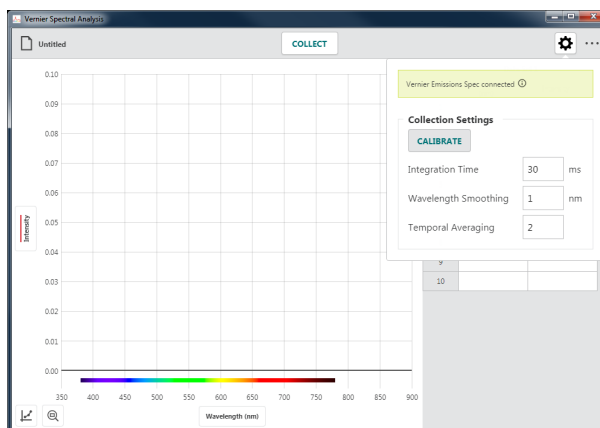 Vernier Spectral Analysis
Untitled
COLLECT
Vernier Emissions Spec connected
Collection Settings
CALIBRATE
Integration Time 30 ms
Wavelength Smoothing 1 nm
Temporal Averaging 2
0.10
0.09
0.08
0.07
0.06
0.05
0.04
0.03
0.02
0.01
0.00
Intensity
350 400 450 500 550 600 650 700 750 800 850 900
Wavelength (nm)
9
10